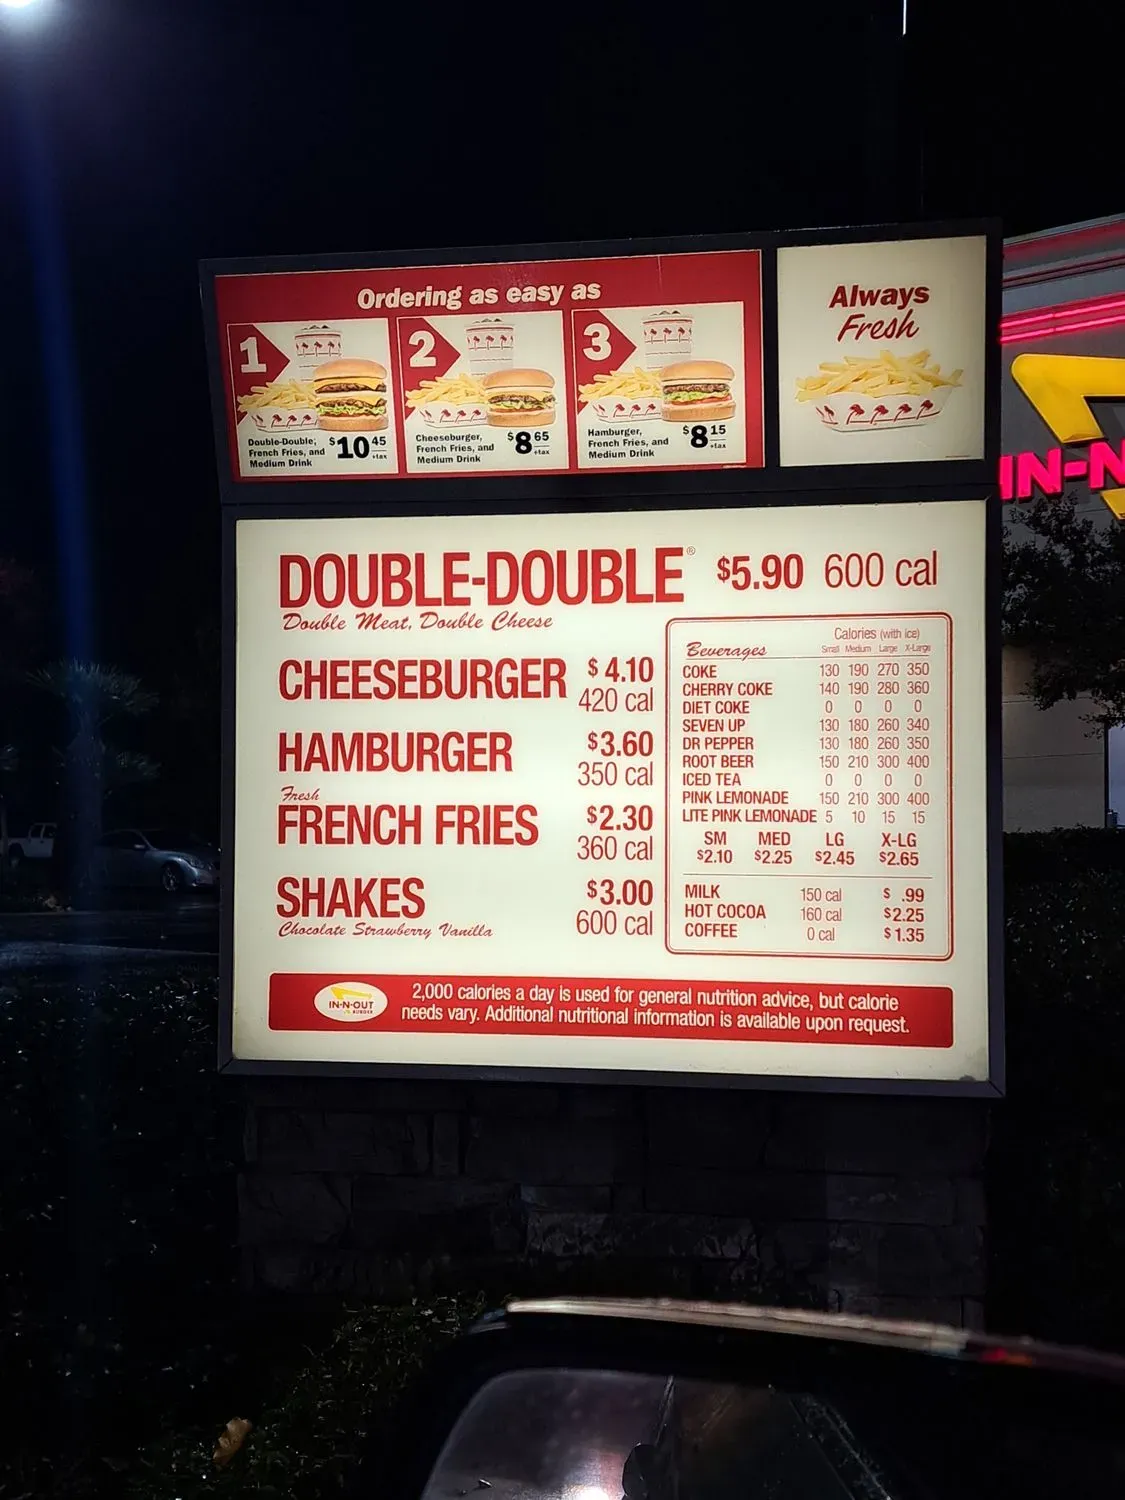 Ordering as easy as
1
Double-Double,
French Fries, and
Medium Drink
$10 45
+tax
2
Cheeseburger,
French Fries, and
Medium Drink
$8 65
+tax
3
Hamburger,
French Fries, and
Medium Drink
$8 15
+tax
Always
Fresh
IN-N
DOUBLE-DOUBLE® $5.90 600 cal
Double Meat, Double Cheese
CHEESEBURGER $4.10
420 cal
HAMBURGER $3.60
350 cal
Fresh
FRENCH FRIES $2.30
360 cal
SHAKES $3.00
600 cal
Chocolate Strawberry Vanilla
Calories (with ice)
Beverages Small Medium Large X-Large
COKE 130 190 270 350
CHERRY COKE 140 190 280 360
DIET COKE 0 0 0 0
SEVEN UP 130 180 260 340
DR PEPPER 130 180 260 350
ROOT BEER 150 210 300 400
ICED TEA 0 0 0 0
PINK LEMONADE 150 210 300 400
LITE PINK LEMONADE 5 10 15 15
SM MED LG X-LG
$2.10 $2.25 $2.45 $2.65
MILK 150 cal $ .99
HOT COCOA 160 cal $2.25
COFFEE 0 cal $1.35
IN-N-OUT
BURGER
2,000 calories a day is used for general nutrition advice, but calorie
needs vary. Additional nutritional information is available upon request.